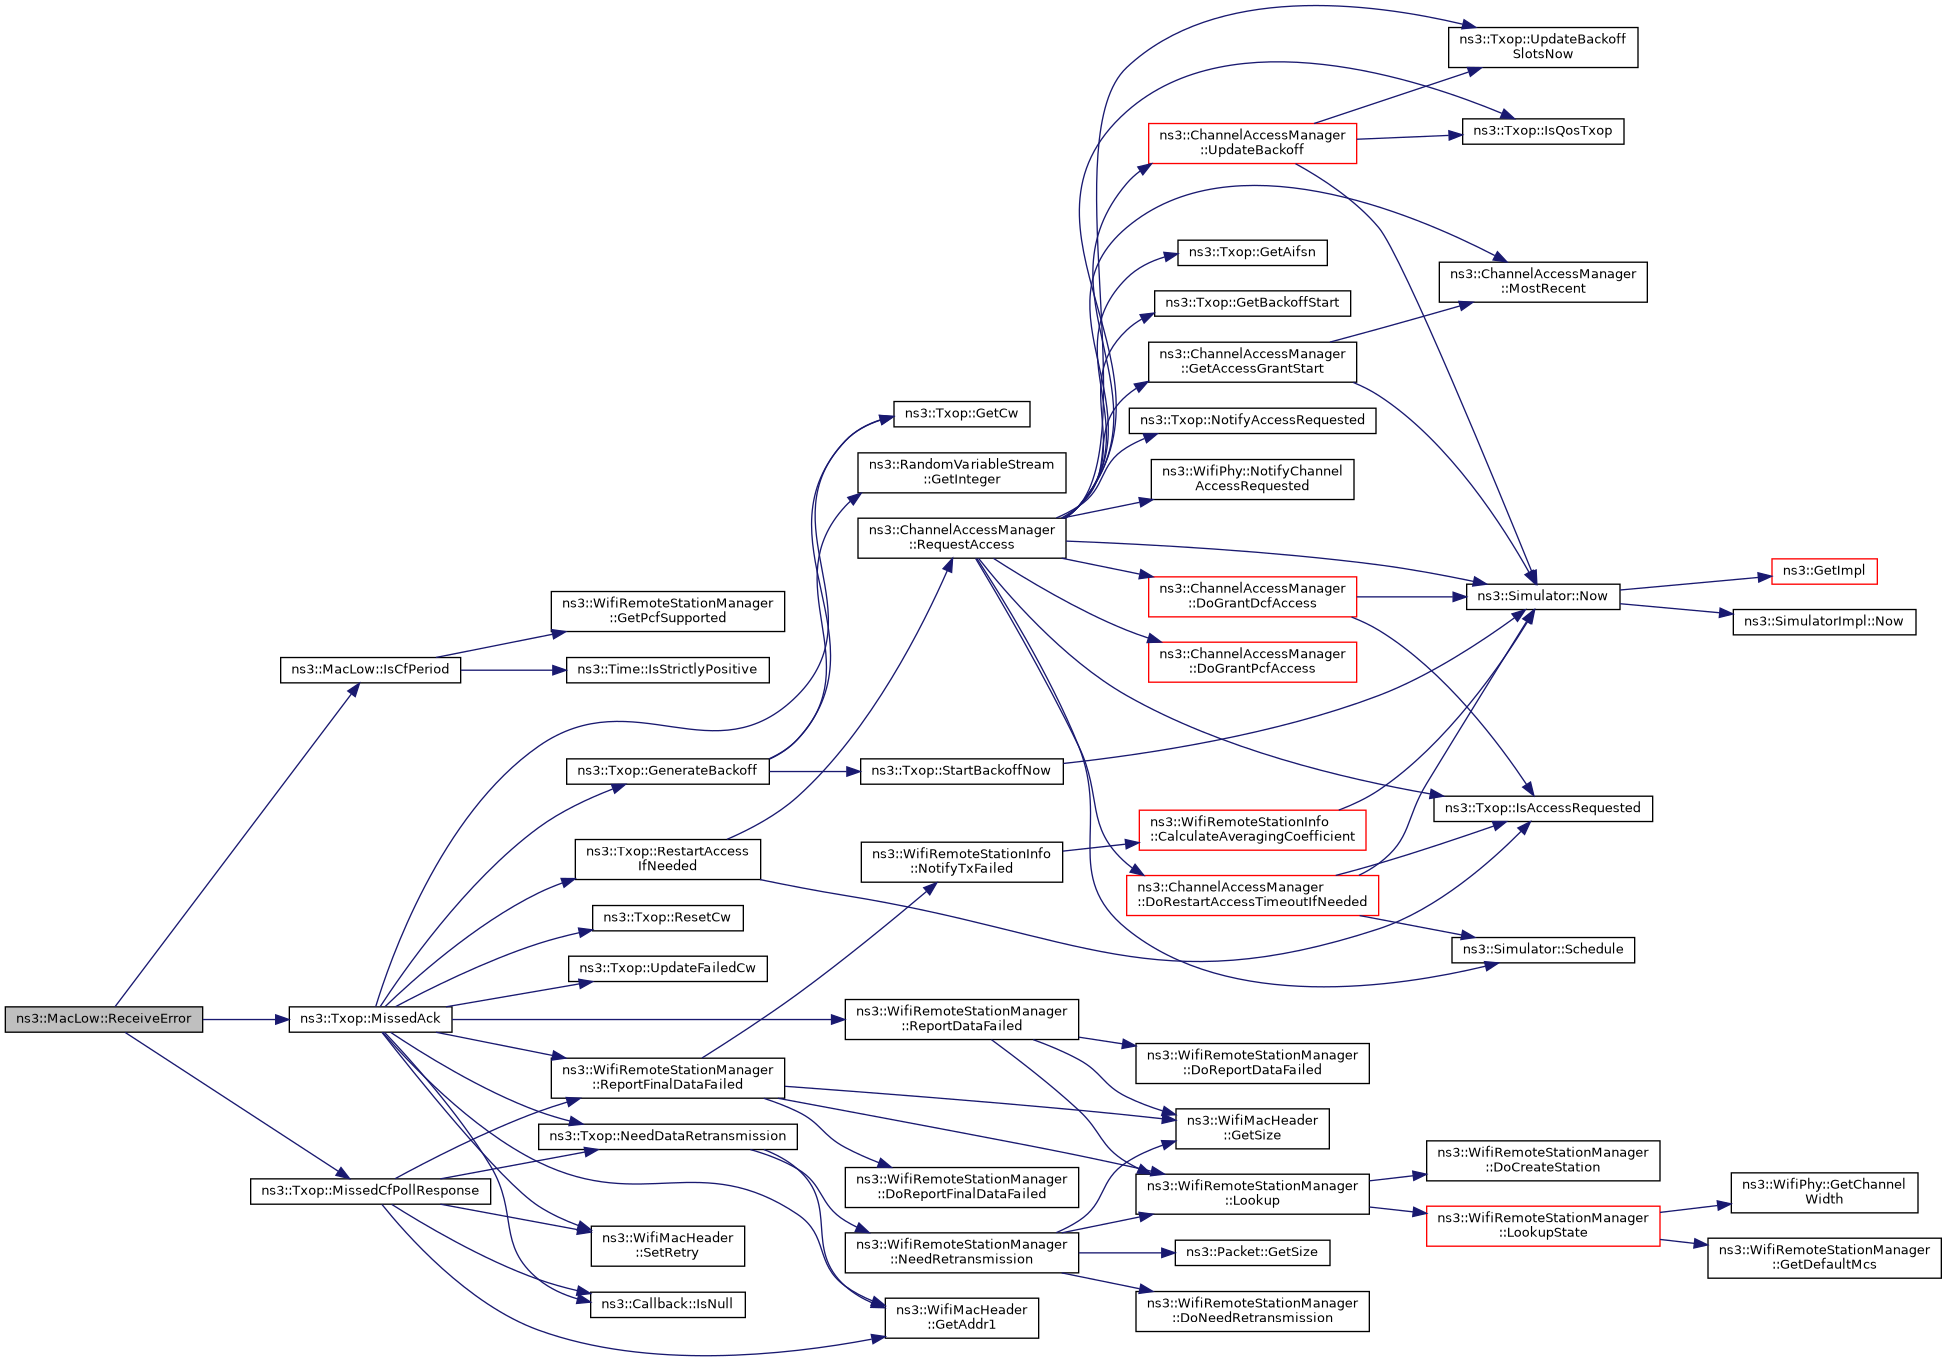 ns3::MacLow::ReceiveError
ns3::MacLow::IsCfPeriod
ns3::Txop::MissedAck
ns3::Txop::MissedCfPollResponse
ns3::WifiRemoteStationManager
::GetPcfSupported
ns3::Time::IsStrictlyPositive
ns3::Txop::GenerateBackoff
ns3::Txop::RestartAccess
IfNeeded
ns3::Txop::ResetCw
ns3::Txop::UpdateFailedCw
ns3::WifiRemoteStationManager
::ReportFinalDataFailed
ns3::Txop::NeedDataRetransmission
ns3::WifiMacHeader
::SetRetry
ns3::Callback::IsNull
ns3::Txop::GetCw
ns3::RandomVariableStream
::GetInteger
ns3::ChannelAccessManager
::RequestAccess
ns3::Txop::StartBackoffNow
ns3::WifiRemoteStationInfo
::NotifyTxFailed
ns3::WifiRemoteStationManager
::ReportDataFailed
ns3::WifiRemoteStationManager
::DoReportFinalDataFailed
ns3::WifiRemoteStationManager
::NeedRetransmission
ns3::WifiMacHeader
::GetAddr1
ns3::ChannelAccessManager
::UpdateBackoff
ns3::Txop::GetAifsn
ns3::Txop::GetBackoffStart
ns3::ChannelAccessManager
::GetAccessGrantStart
ns3::Txop::NotifyAccessRequested
ns3::WifiPhy::NotifyChannel
AccessRequested
ns3::ChannelAccessManager
::DoGrantDcfAccess
ns3::ChannelAccessManager
::DoGrantPcfAccess
ns3::WifiRemoteStationInfo
::CalculateAveragingCoefficient
ns3::ChannelAccessManager
::DoRestartAccessTimeoutIfNeeded
ns3::WifiRemoteStationManager
::DoReportDataFailed
ns3::WifiMacHeader
::GetSize
ns3::WifiRemoteStationManager
::Lookup
ns3::Packet::GetSize
ns3::WifiRemoteStationManager
::DoNeedRetransmission
ns3::Txop::UpdateBackoff
SlotsNow
ns3::Txop::IsQosTxop
ns3::ChannelAccessManager
::MostRecent
ns3::Simulator::Now
ns3::Txop::IsAccessRequested
ns3::Simulator::Schedule
ns3::WifiRemoteStationManager
::DoCreateStation
ns3::WifiRemoteStationManager
::LookupState
ns3::GetImpl
ns3::SimulatorImpl::Now
ns3::WifiPhy::GetChannel
Width
ns3::WifiRemoteStationManager
::GetDefaultMcs